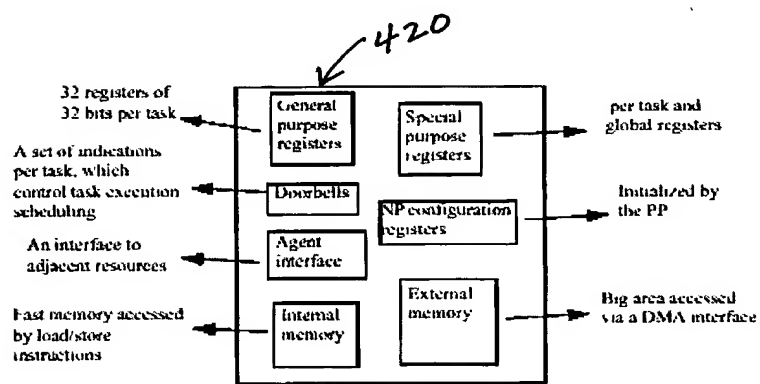 420
32 registers of
32 bits per task
General
purpose
registers
Special
purpose
registers
per task and
global registers
A set of indications
per task, which
control task execution
scheduling
Doorbells
NP configuration
registers
Initialized by
the PP
An interface to
adjacent resources
Agent
interface
Fast memory accessed
by load/store
instructions
Internal
memory
External
memory
Big area accessed
via a DMA interface